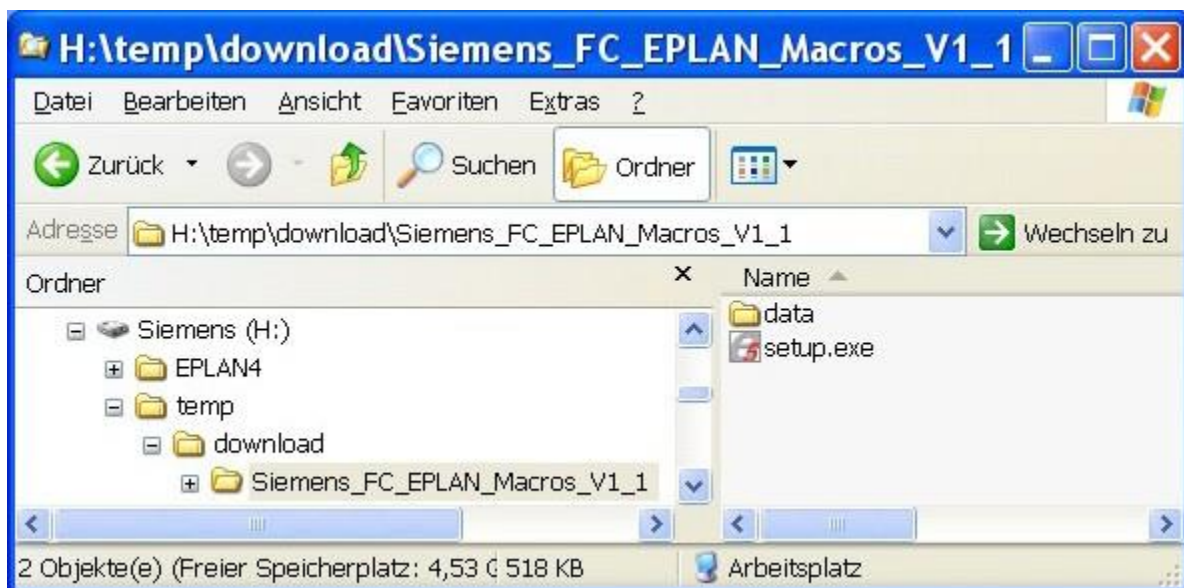 H:\temp\download\Siemens_FC_EPLAN_Macros_V1_1
Datei Bearbeiten Ansicht Favoriten Extras ?
Zurück Suchen Ordner
Adresse H:\temp\download\Siemens_FC_EPLAN_Macros_V1_1 Wechseln zu
Ordner
Name
Siemens (H:)
EPLAN4
temp
download
Siemens_FC_EPLAN_Macros_V1_1
data
setup.exe
2 Objekte(e) (Freier Speicherplatz: 4,53 G 518 KB Arbeitsplatz